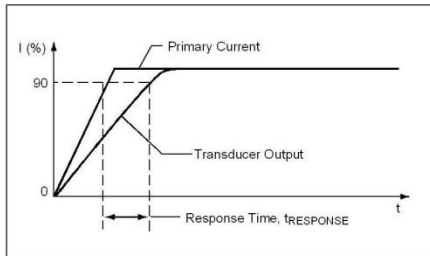 I (%)
Primary Current
90
Transducer Output
0
t
Response Time, tRESPONSE